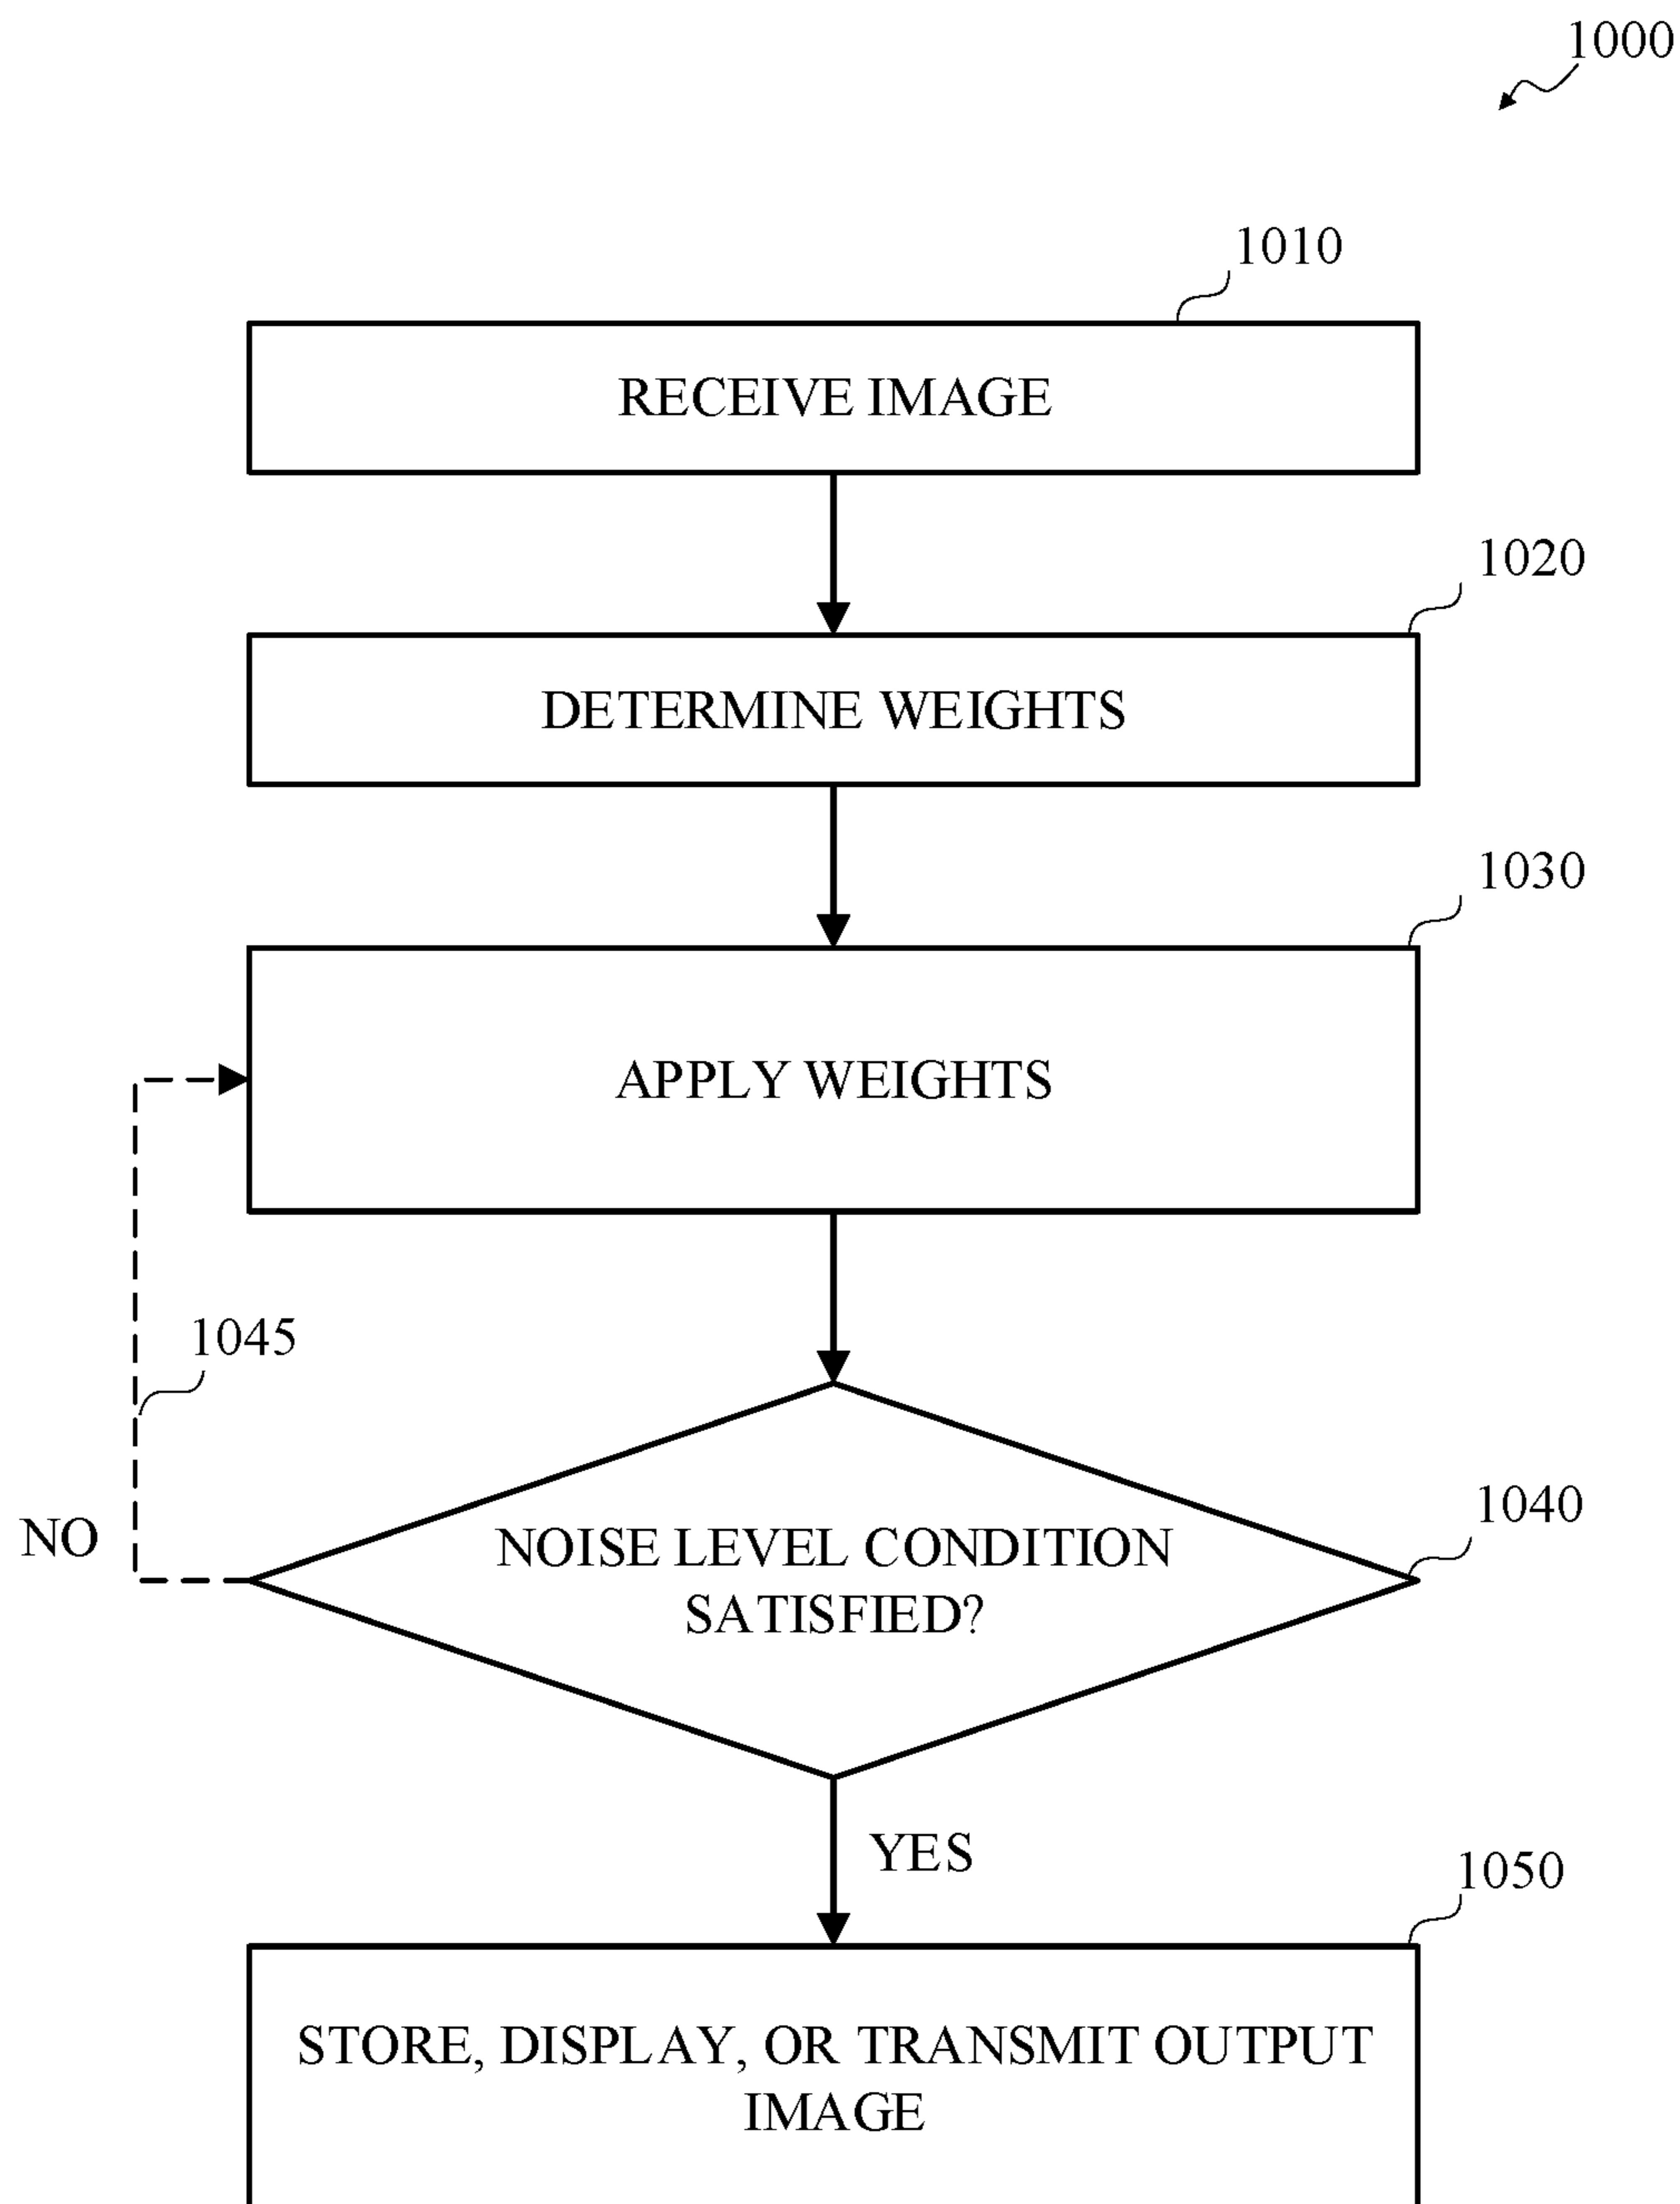 1000
1010
RECEIVE IMAGE
1020
DETERMINE WEIGHTS
1030
APPLY WEIGHTS
1045
1040
NO
NOISE LEVEL CONDITION
SATISFIED?
YES
1050
STORE, DISPLAY, OR TRANSMIT OUTPUT
IMAGE